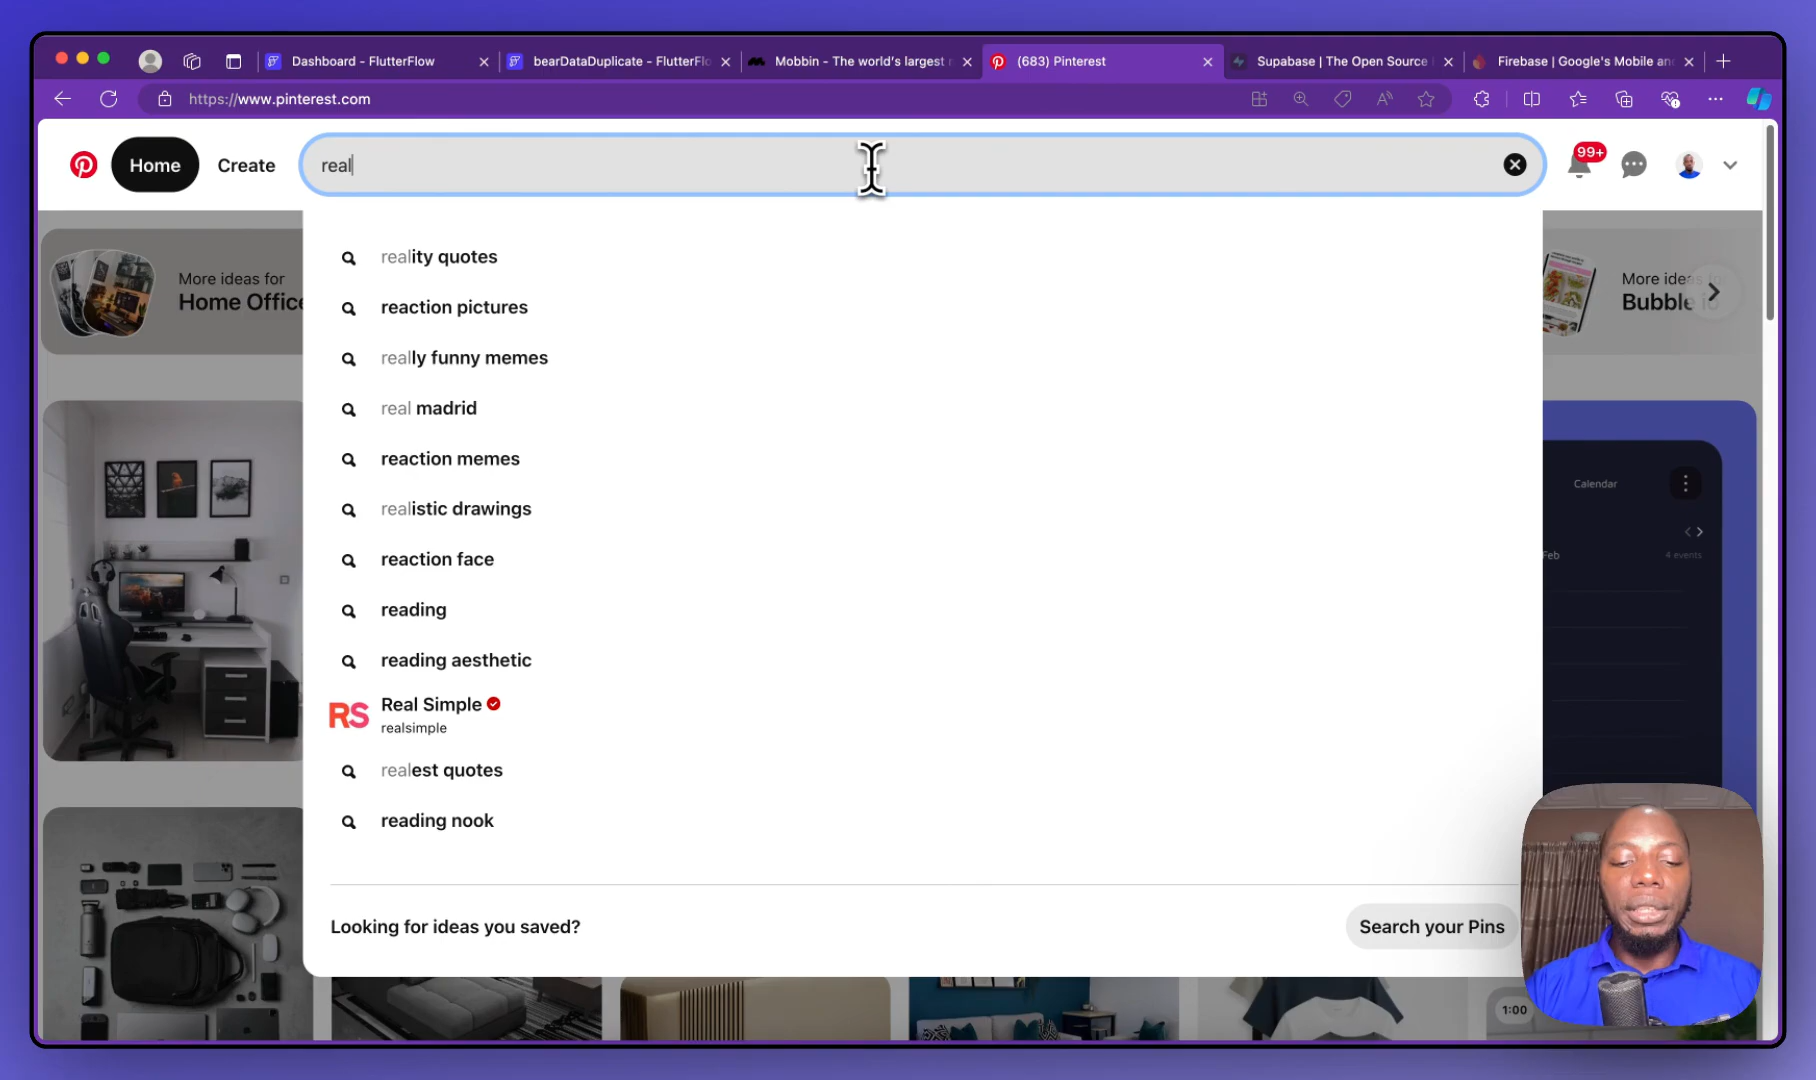 Dashboard - FlutterFlow
bearDataDuplicate - FlutterFlo
Mobbin - The world's largest
(683) Pinterest
Supabase | The Open Source
Firebase | Google's Mobile an
https://www.pinterest.com
Home
Create
real
99+
More ideas for
Home Office
reality quotes
reaction pictures
really funny memes
real madrid
reaction memes
realistic drawings
reaction face
reading
reading aesthetic
RS
Real Simple
realsimple
realest quotes
reading nook
Looking for ideas you saved?
Search your Pins
More ideas
Bubble
Calendar
Feb
4 events
1:00